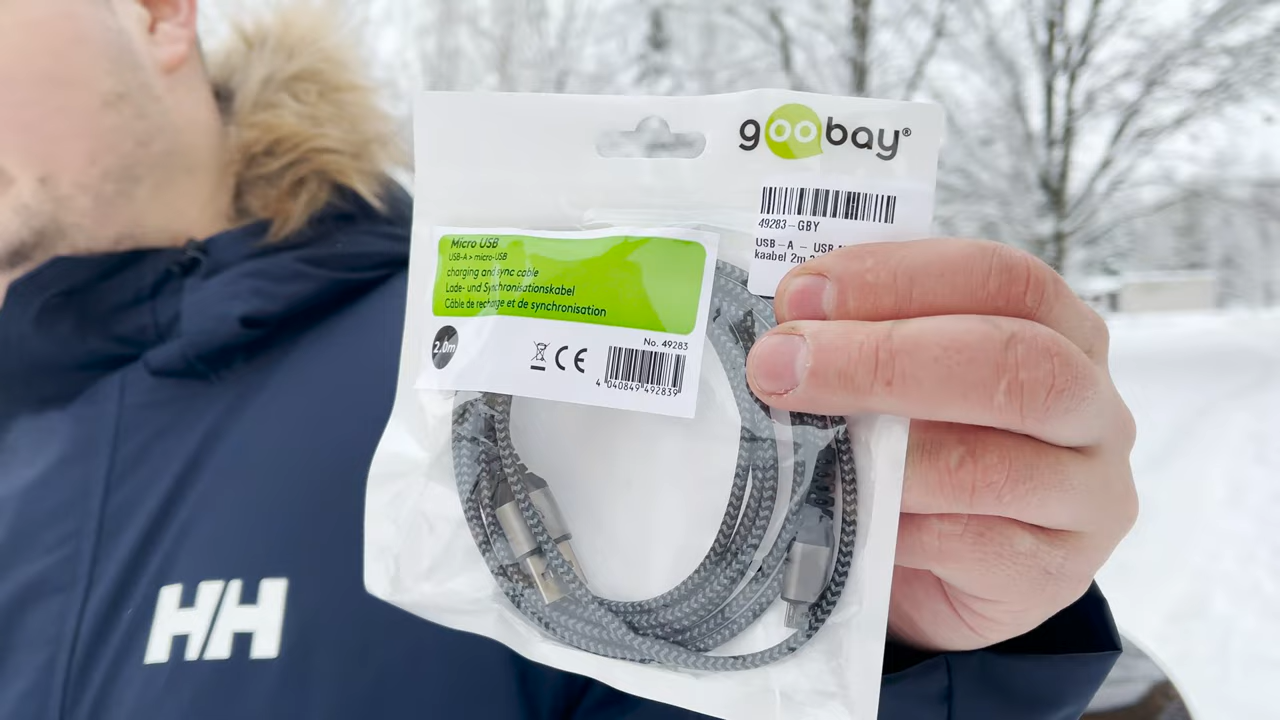 goobay®
49283-GBY
USB-A - USB
kaabel 2m
Micro USB
USB-A > micro-USB
charging and sync cable
Lade- und Synchronisationskabel
Câble de recharge et de synchronisation
2.0m
No. 49283
CE
4 040849 492839
HH